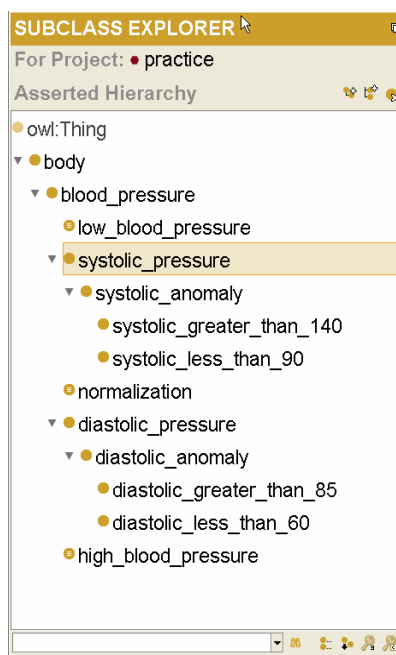 SUBCLASS EXPLORER
For Project: practice
Asserted Hierarchy
owl:Thing
body
blood_pressure
low_blood_pressure
systolic_pressure
systolic_anomaly
systolic_greater_than_140
systolic_less_than_90
normalization
diastolic_pressure
diastolic_anomaly
diastolic_greater_than_85
diastolic_less_than_60
high_blood_pressure